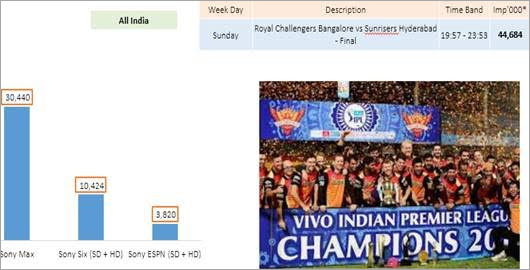 All India
Week Day Description Time Band Imp'000*
Sunday Royal Challengers Bangalore vs Sunrisers Hyderabad - Final 19:57 - 23:53 44,684
30,440
10,424
3,820
Sony Max Sony Six (SD + HD) Sony ESPN (SD + HD)
IPL
VIVO INDIAN PREMIER LEAGU
CHAMPIONS 20